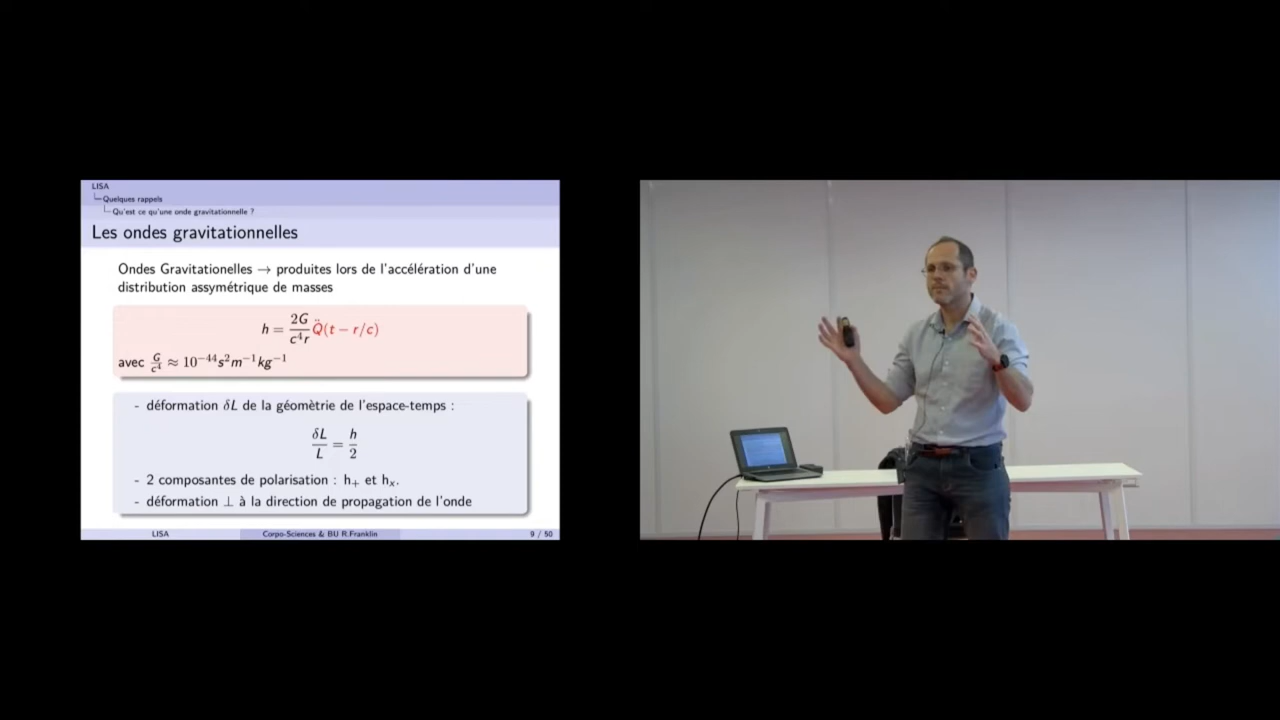 LISA
Quelques rappels
Qu'est ce qu'une onde gravitationnelle ?
Les ondes gravitationnelles
Ondes Gravitationelles → produites lors de l'accélération d'une
distribution assymétrique de masses
h = 2G/c⁴r Q̈(t − r/c)
avec G/c⁴ ≈ 10⁻⁴⁴s²m⁻¹kg⁻¹
- déformation δL de la géomètrie de l'espace-temps :
δL/L = h/2
- 2 composantes de polarisation : h₊ et hₓ.
- déformation ⊥ à la direction de propagation de l'onde
LISA Corpo-Sciences & BU R.Franklin 9 / 50